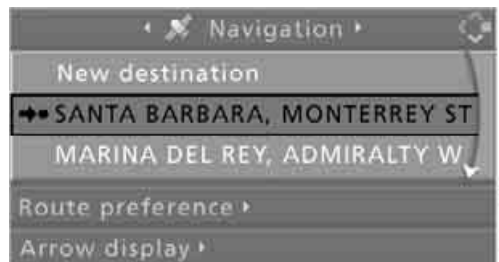 Navigation
New destination
SANTA BARBARA, MONTERREY ST
MARINA DEL REY, ADMIRALTY W
Route preference
Arrow display